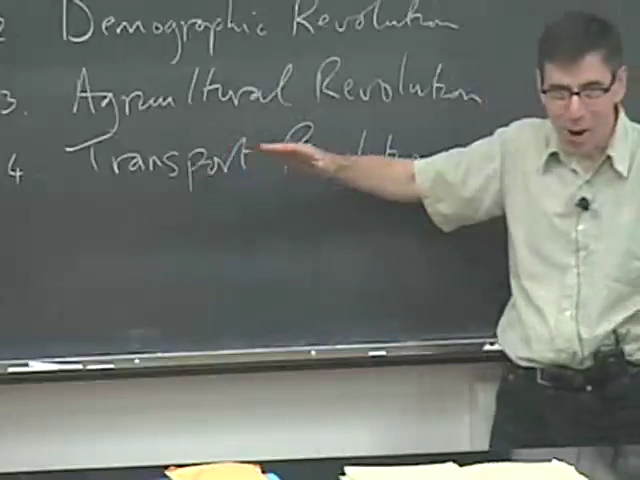 2 Demographic Revolution
3. Agricultural Revolution
4 Transport